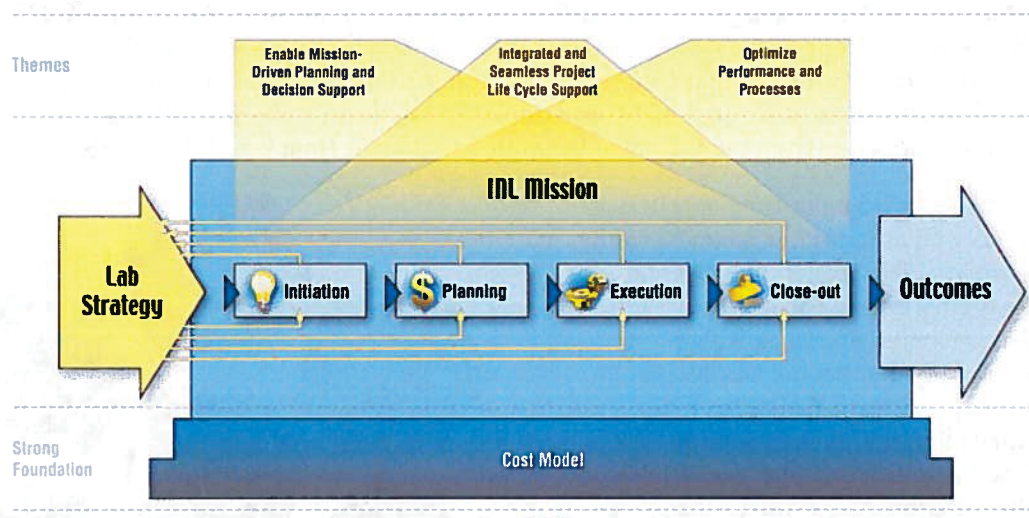 Themes
Enable Mission-
Driven Planning and
Decision Support
Integrated and
Seamless Project
Life Cycle Support
Optimize
Performance and
Processes
INL Mission
Lab
Strategy
Initiation
$
Planning
Execution
Close-out
Outcomes
Strong
Foundation
Cost Model